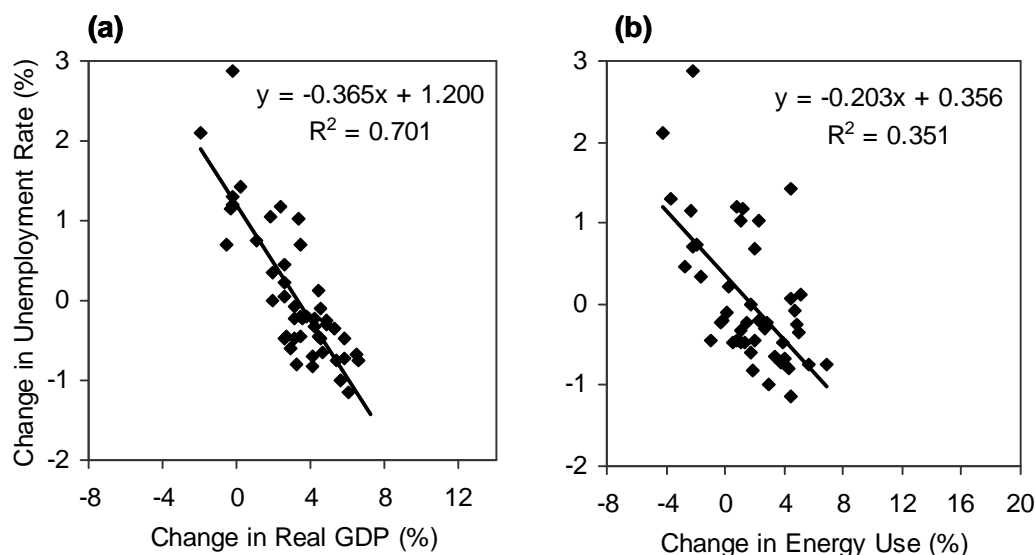 (a)
y = -0.365x + 1.200
R² = 0.701
3
2
1
0
-1
-2
Change in Unemployment Rate (%)
-8 -4 0 4 8 12
Change in Real GDP (%)
(b)
y = -0.203x + 0.356
R² = 0.351
3
2
1
0
-1
-2
-8 -4 0 4 8 12 16 20
Change in Energy Use (%)